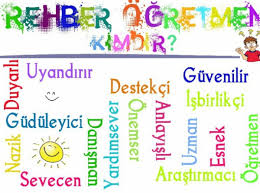 REHBER ÖĞRETMEN
KİMDİR?
Duyarlı
Uyandırır
Destekçi
Güvenilir
İşbirlikçi
Güdüleyici
Nazik
Sevecen
Danışman
Yardımsever
Önemser
Anlayışlı
Uzman
Esnek
Öğretmen
Araştırmacı